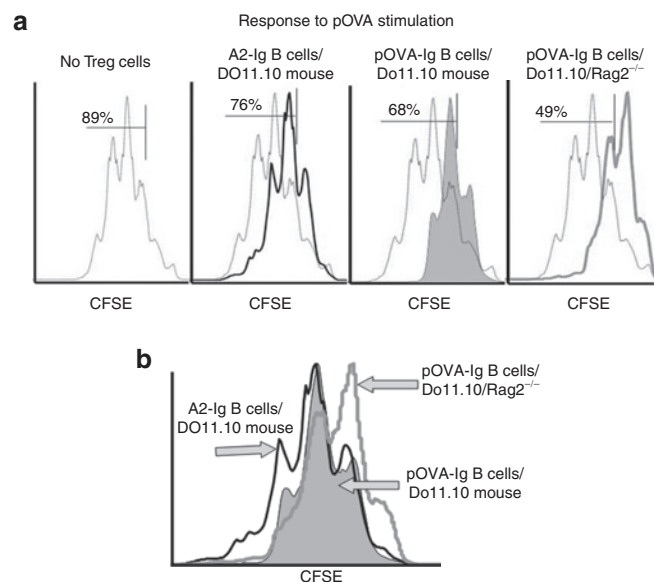 a
Response to pOVA stimulation
No Treg cells
A2-Ig B cells/
DO11.10 mouse
pOVA-Ig B cells/
Do11.10 mouse
pOVA-Ig B cells/
Do11.10/Rag2–/–
89%
76%
68%
49%
CFSE
CFSE
CFSE
CFSE
b
pOVA-Ig B cells/
Do11.10/Rag2–/–
A2-Ig B cells/
DO11.10 mouse
pOVA-Ig B cells/
Do11.10 mouse
CFSE